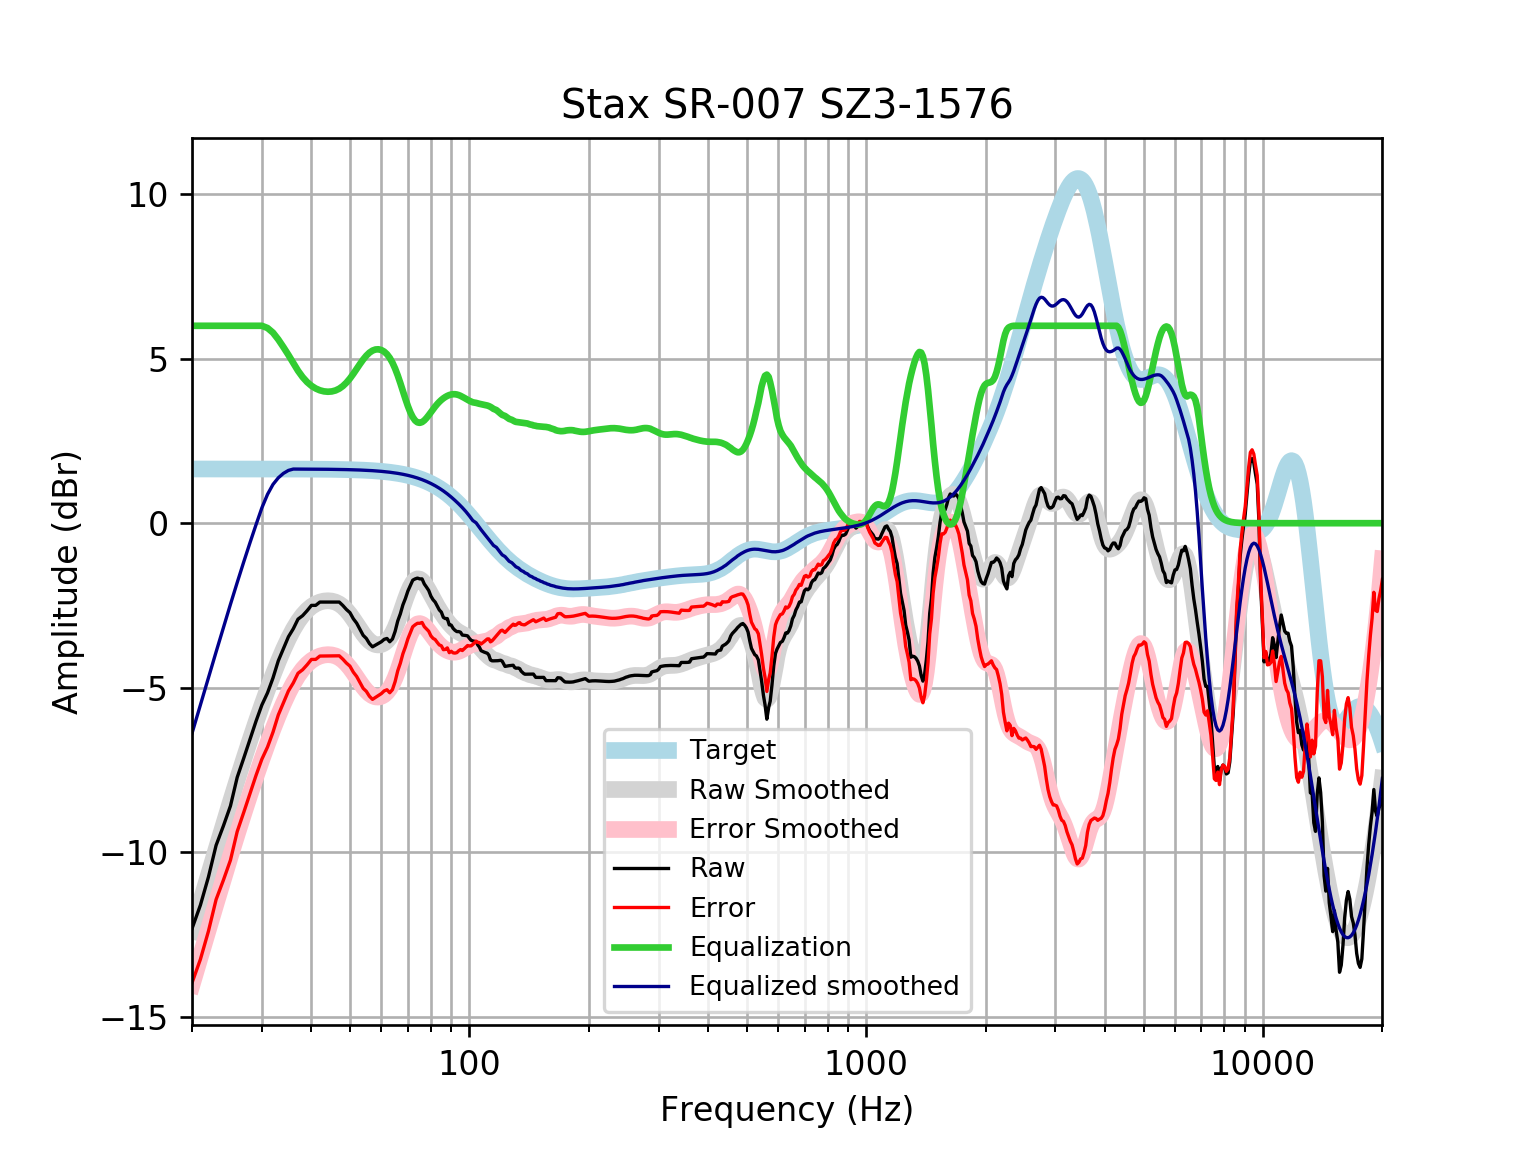 Stax SR-007 SZ3-1576
10
5
0
−5
−10
−15
Amplitude (dBr)
Target
Raw Smoothed
Error Smoothed
Raw
Error
Equalization
Equalized smoothed
100
1000
10000
Frequency (Hz)